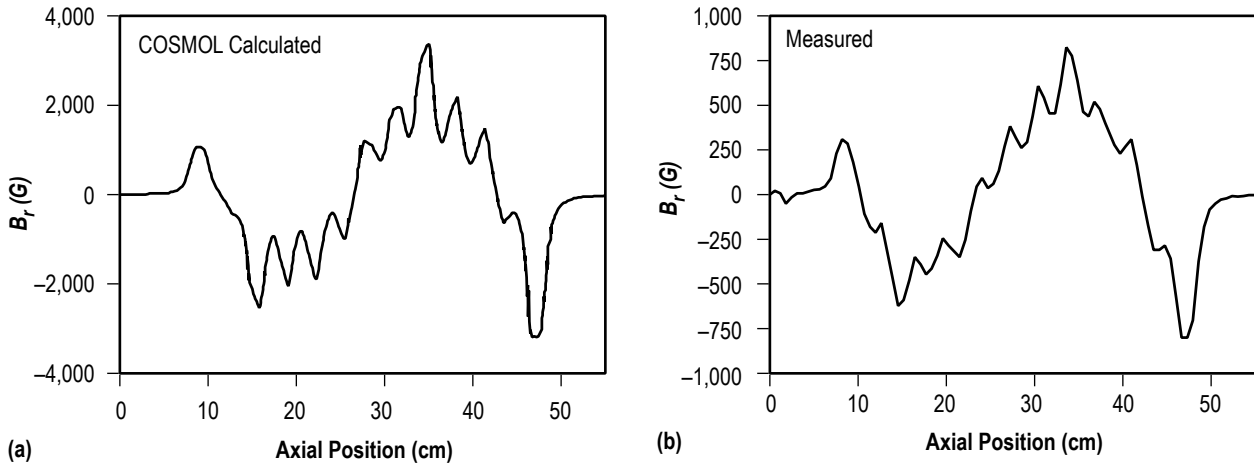 COSMOL Calculated
4,000
2,000
0
–2,000
–4,000
B_r (G)
0 10 20 30 40 50
Axial Position (cm)
(a)
Measured
1,000
750
500
250
0
–250
–500
–750
–1,000
B_r (G)
0 10 20 30 40 50
Axial Position (cm)
(b)